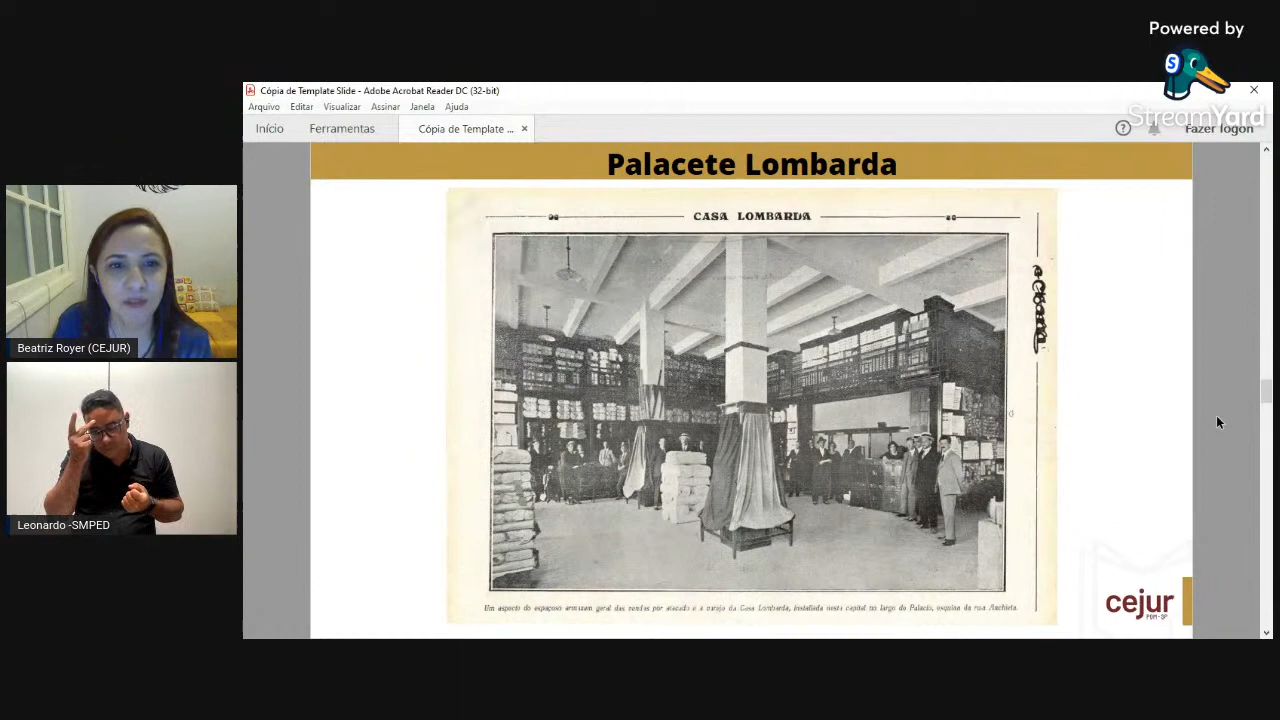 Powered by
StreamYard
Cópia de Template Slide - Adobe Acrobat Reader DC (32-bit)
Arquivo Editar Visualizar Assinar Janela Ajuda
Início Ferramentas Cópia de Template ... × Fazer logon
Palacete Lombarda
CASA LOMBARDA
Um aspecto do espaçoso armazem geral das vendas por atacado e a varejo da Casa Lombarda, installada nesta capital no largo do Palacio, esquina da rua Anchieta.
Beatriz Royer (CEJUR)
Leonardo -SMPED
cejur
PGM-SP